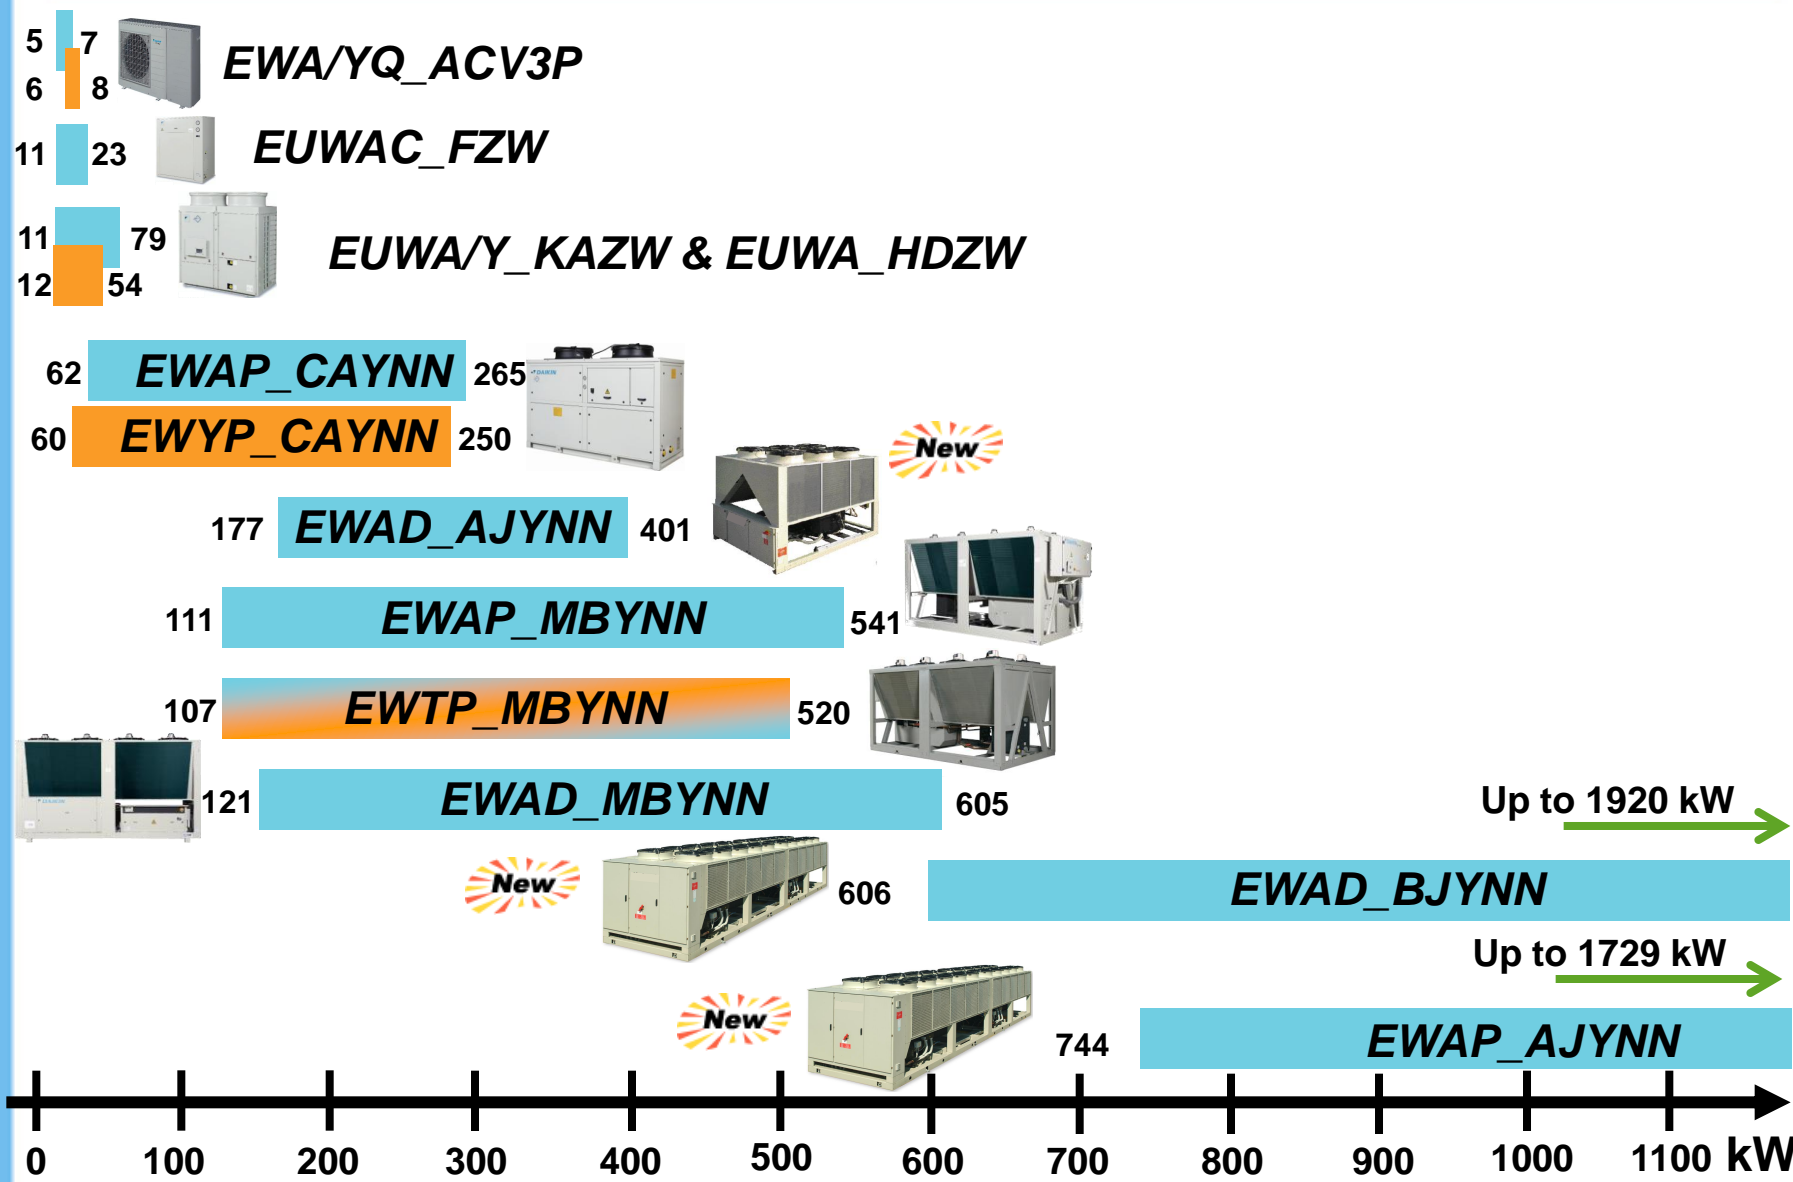 5 7
6 8
EWA/YQ_ACV3P
11 23
EUWAC_FZW
11 79
12 54
EUWA/Y_KAZW & EUWA_HDZW
62 EWAP_CAYNN 265
DAIKIN
60 EWYP_CAYNN 250
New
177 EWAD_AJYNN 401
111 EWAP_MBYNN 541
107 EWTP_MBYNN 520
121 EWAD_MBYNN 605
Up to 1920 kW
New
606 EWAD_BJYNN
Up to 1729 kW
New
744 EWAP_AJYNN
0 100 200 300 400 500 600 700 800 900 1000 1100 kW